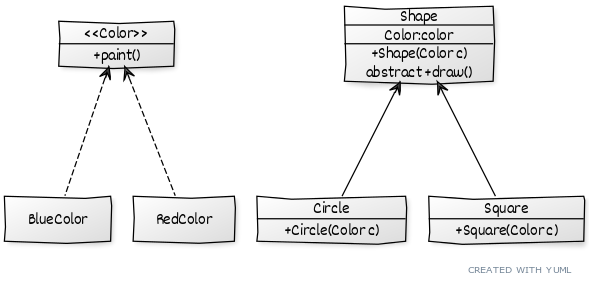 <<Color>>
+paint()
BlueColor
RedColor
Shape
Color:color
+Shape(Color c)
abstract +draw()
Circle
+Circle(Color c)
Square
+Square(Color c)
CREATED WITH YUML